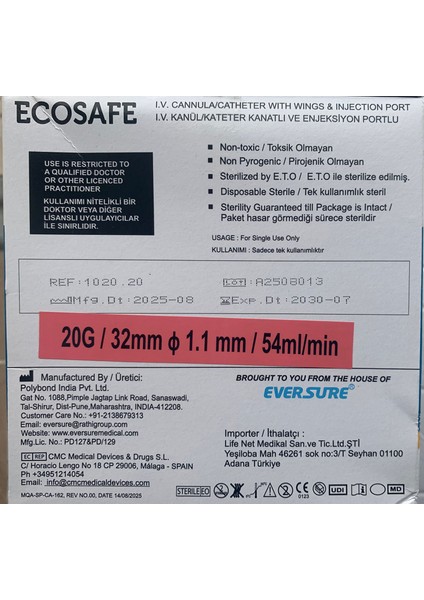 ECOSAFE
I.V. CANNULA/CATHETER WITH WINGS & INJECTION PORT
I.V. KANÜL/KATETER KANATLI VE ENJEKSİYON PORTLU
USE IS RESTRICTED TO
A QUALIFIED DOCTOR
OR OTHER LICENCED
PRACTITIONER
KULLANIMI NİTELİKLİ BİR
DOKTOR VEYA DİĞER
LİSANSLI UYGULAYICILAR
İLE SINIRLIDIR.
Non-toxic / Toksik Olmayan
Non Pyrogenic / Pirojenik Olmayan
Sterilized by E.T.O / E.T.O ile sterilize edilmiş.
Disposable Sterile / Tek kullanımlık steril
Sterility Guaranteed till Package is Intact /
Paket hasar görmediği sürece sterildir
USAGE : For Single Use Only
KULLANIMI : Sadece tek kullanımlıktır
REF:1020.20
LOT:A2508013
Mfg.Dt:2025-08
Exp.Dt:2030-07
20G / 32mm ϕ 1.1 mm / 54ml/min
Manufactured By / Üretici:
Polybond India Pvt. Ltd.
Gat No. 1088,Pimple Jagtap Link Road, Sanaswadi,
Tal-Shirur, Dist-Pune,Maharashtra, INDIA-412208.
Customer Care No.: +91-2138679313
Email: eversure@rathigroup.com
Website: www.eversuremedical.com
Mfg.Lic. No.: PD127&PD/129
EC REP CMC Medical Devices & Drugs S.L.
C/ Horacio Lengo No 18 CP 29006, Málaga - SPAIN
Ph +34951214054
Email: info@cmcmedicaldevices.com
MQA-SP-CA-162, REV NO.00, DATE 14/08/2025
BROUGHT TO YOU FROM THE HOUSE OF
EVERSURE
Importer / İthalatçı :
Life Net Medikal San.ve Tic.Ltd.ŞTİ
Yeşiloba Mah 46261 sok no:3/T Seyhan 01100
Adana Türkiye
STERILE EO
0123
UDI
MD